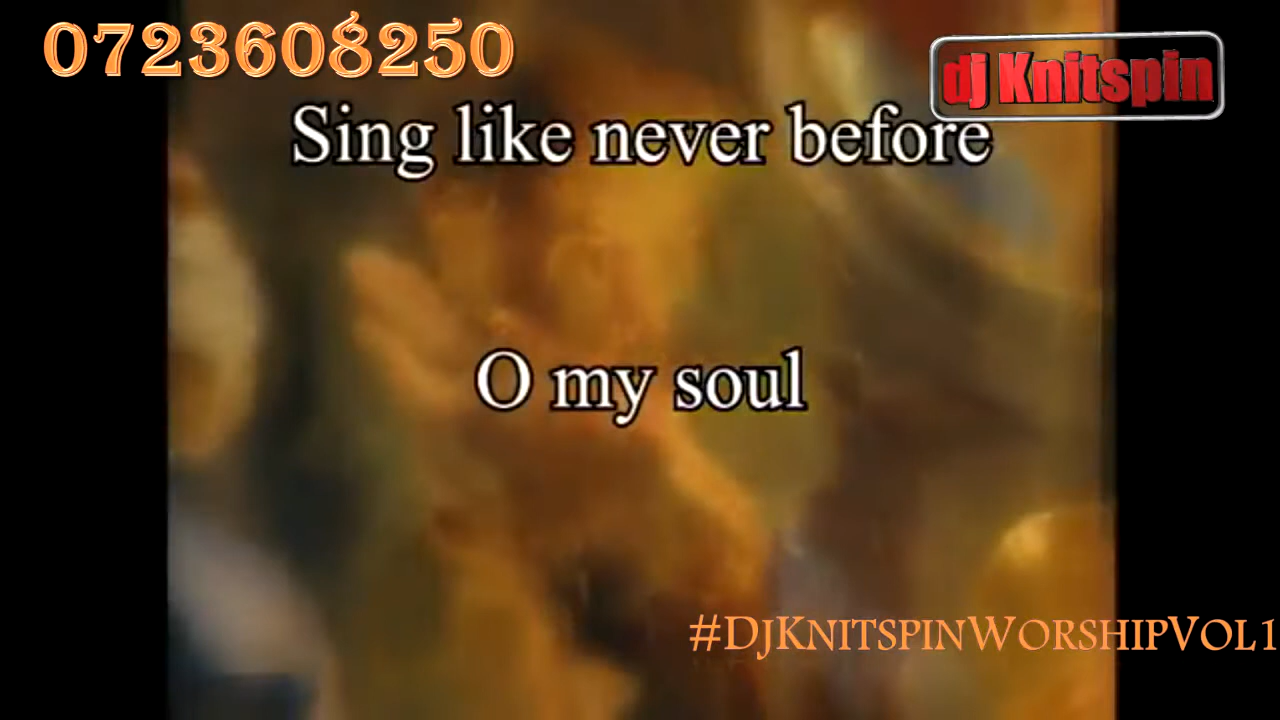 0723608250
dj Knitspin
Sing like never before
O my soul
#DjKnitspinWorshipVol1